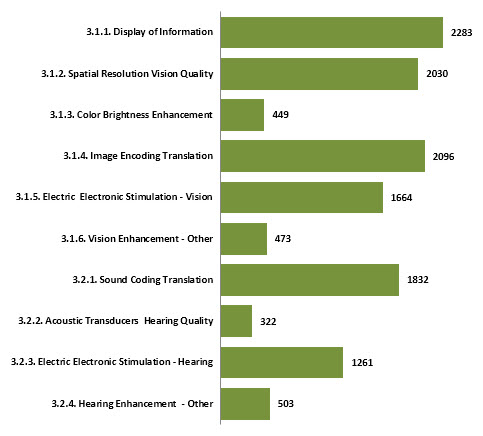 3.1.1. Display of Information 2283
3.1.2. Spatial Resolution Vision Quality 2030
3.1.3. Color Brightness Enhancement 449
3.1.4. Image Encoding Translation 2096
3.1.5. Electric Electronic Stimulation - Vision 1664
3.1.6. Vision Enhancement - Other 473
3.2.1. Sound Coding Translation 1832
3.2.2. Acoustic Transducers Hearing Quality 322
3.2.3. Electric Electronic Stimulation - Hearing 1261
3.2.4. Hearing Enhancement - Other 503